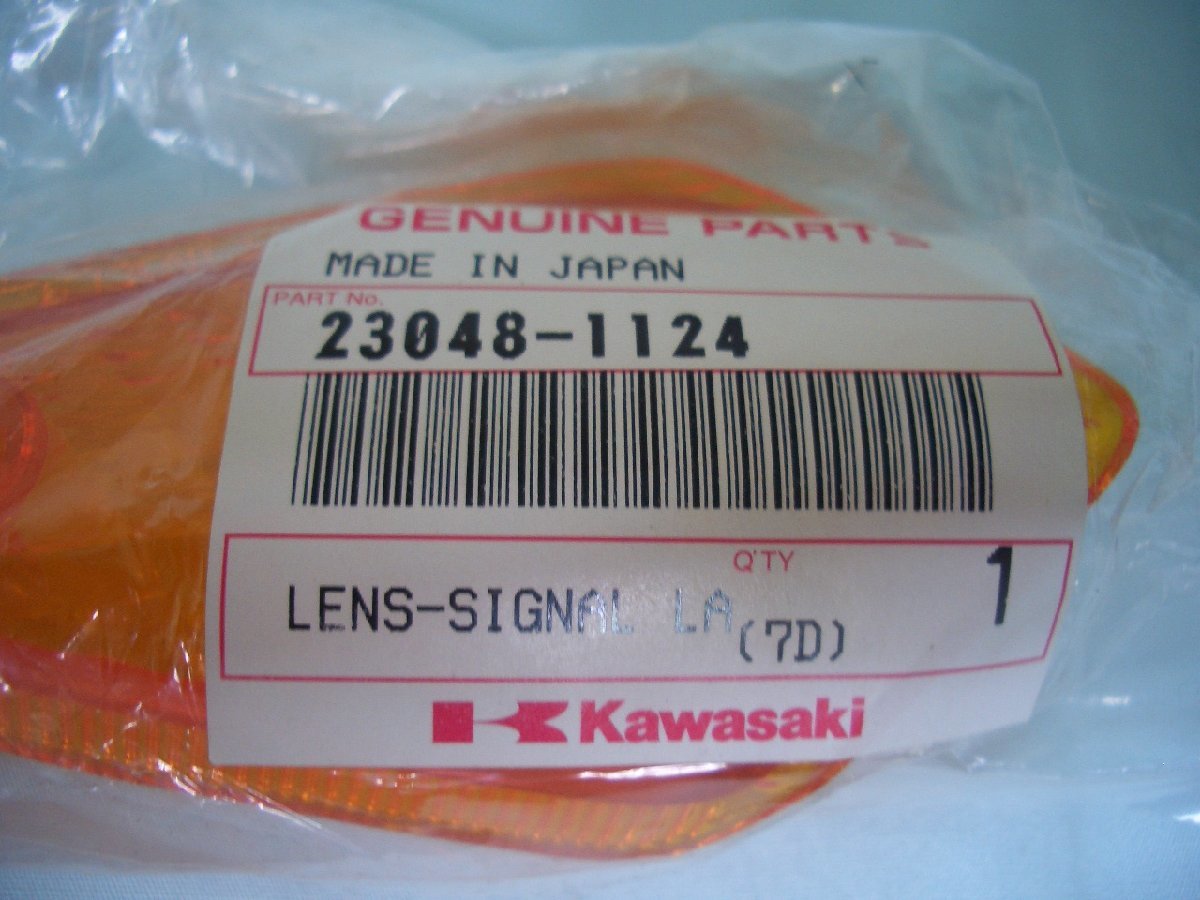 GENUINE PARTS
MADE IN JAPAN
PART No.
23048-1124
Q'TY
LENS-SIGNAL LA(7D) 1
Kawasaki